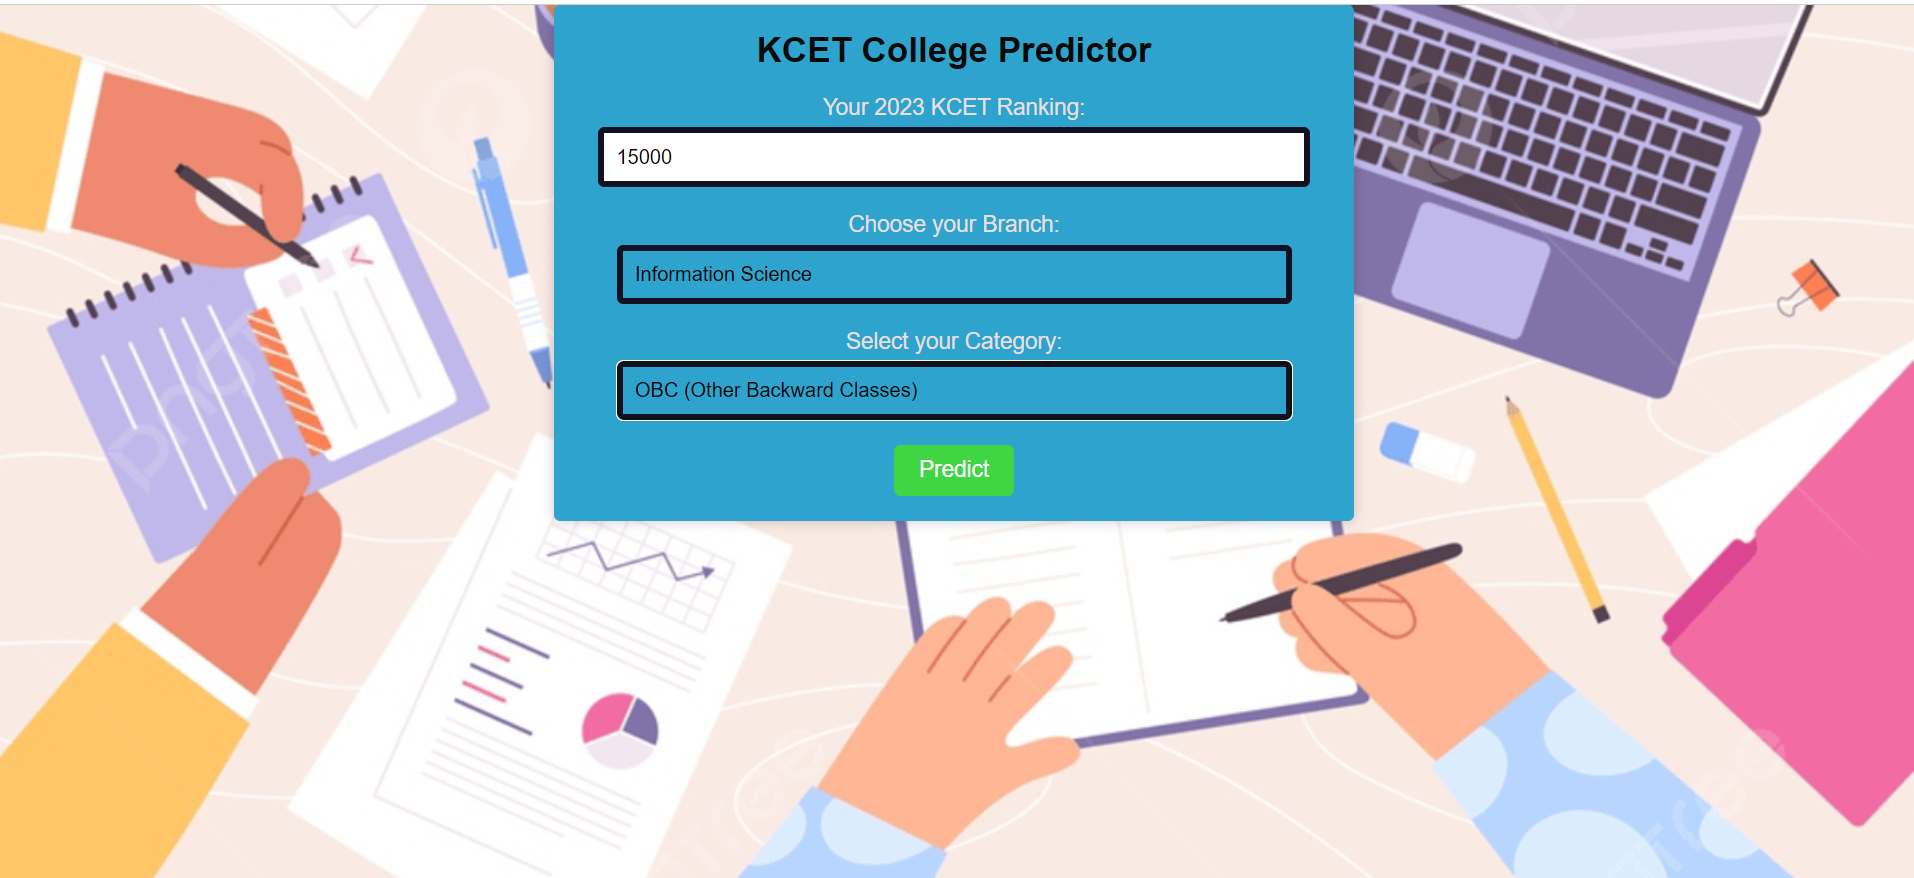 KCET College Predictor
Your 2023 KCET Ranking:
15000
Choose your Branch:
Information Science
Select your Category:
OBC (Other Backward Classes)
Predict